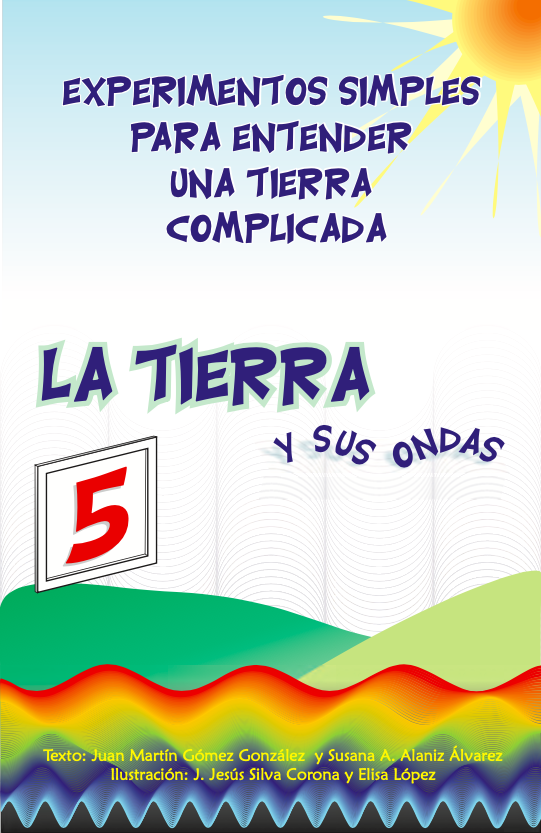 EXPERIMENTOS SIMPLES
PARA ENTENDER
UNA TIERRA
COMPLICADA
LA TIERRA
Y SUS ONDAS
5
Texto: Juan Martín Gómez González y Susana A. Alaniz Álvarez
Ilustración: J. Jesús Silva Corona y Elisa López